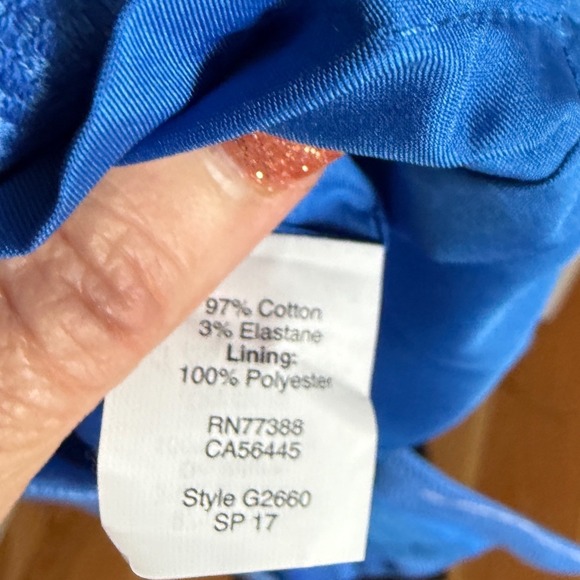 97% Cotton
3% Elastane
Lining:
100% Polyester
RN77388
CA56445
Style G2660
SP 17